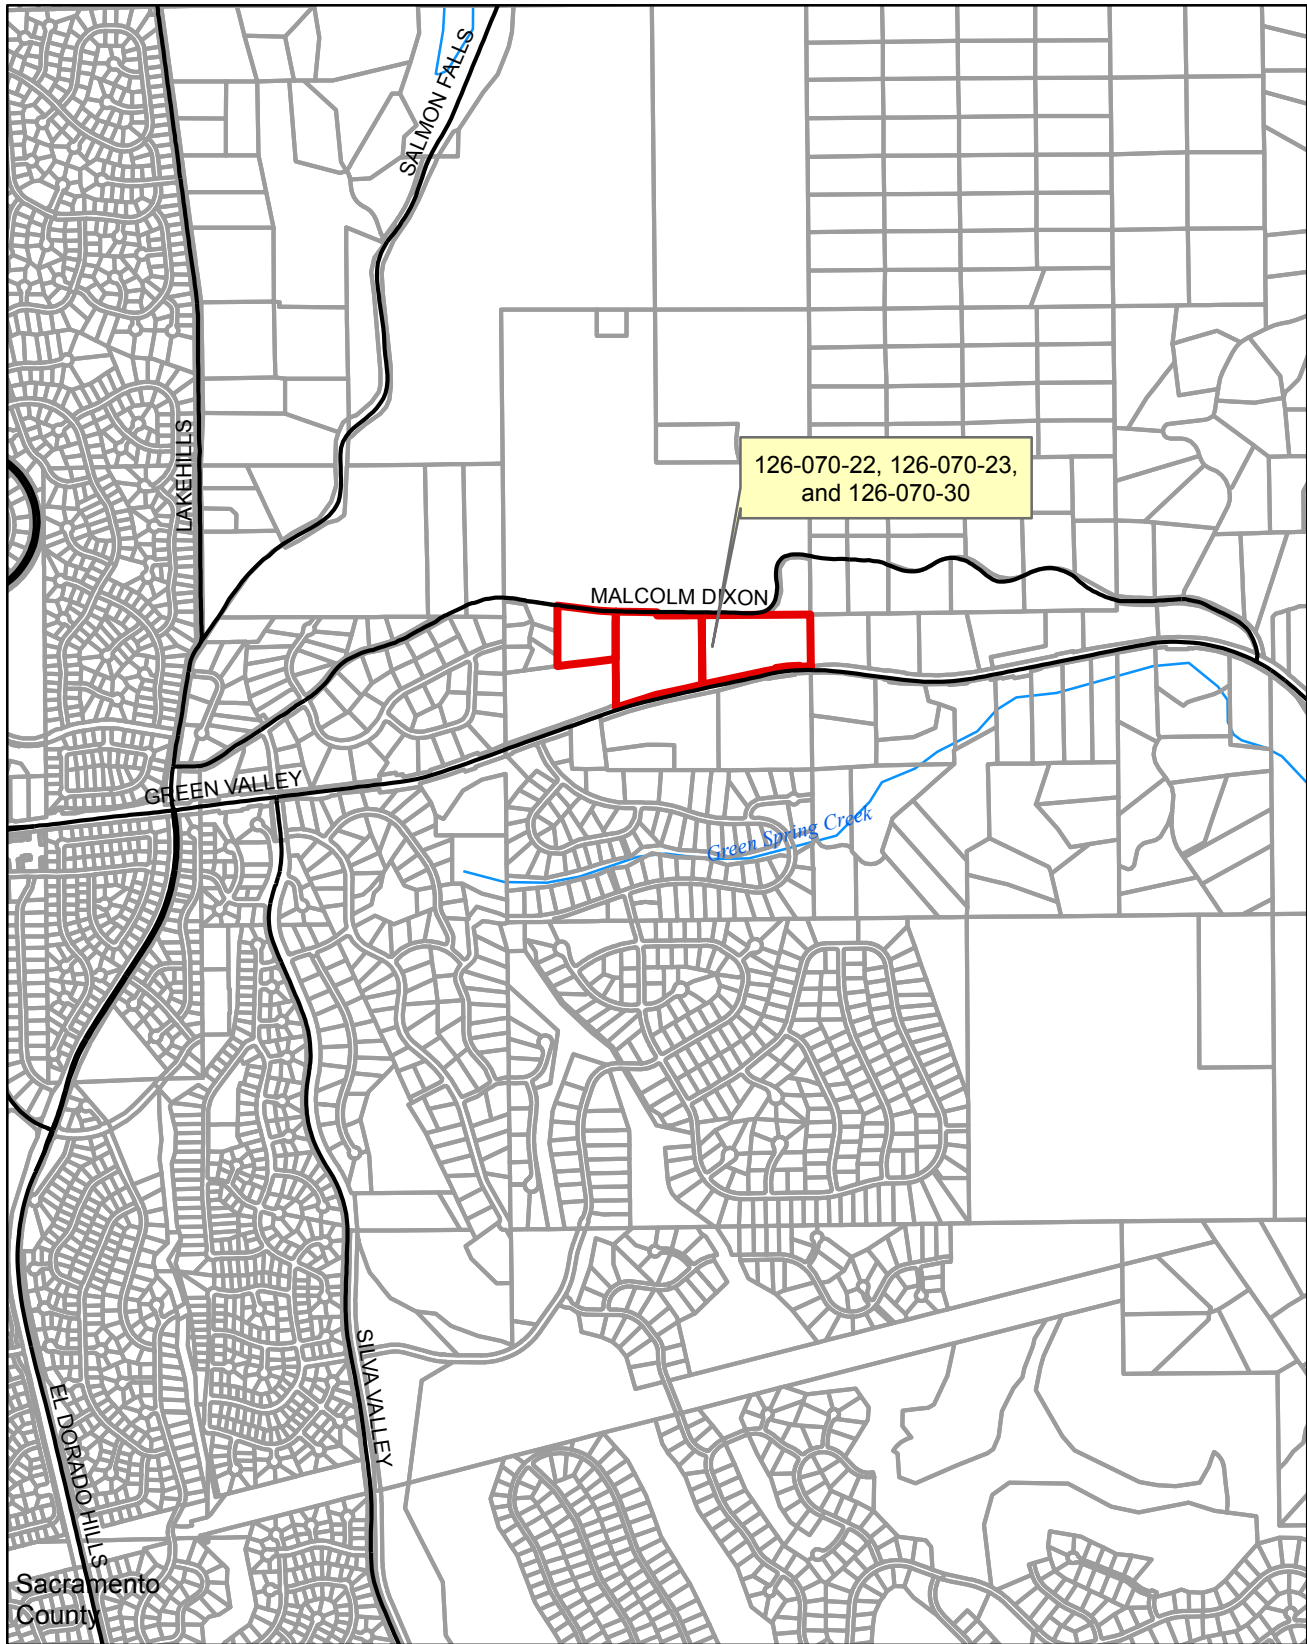 SALMON FALLS
LAKEHILLS
126-070-22, 126-070-23,
and 126-070-30
MALCOLM DIXON
GREEN VALLEY
Green Spring Creek
SILVA VALLEY
EL DORADO HILLS
Sacramento
County